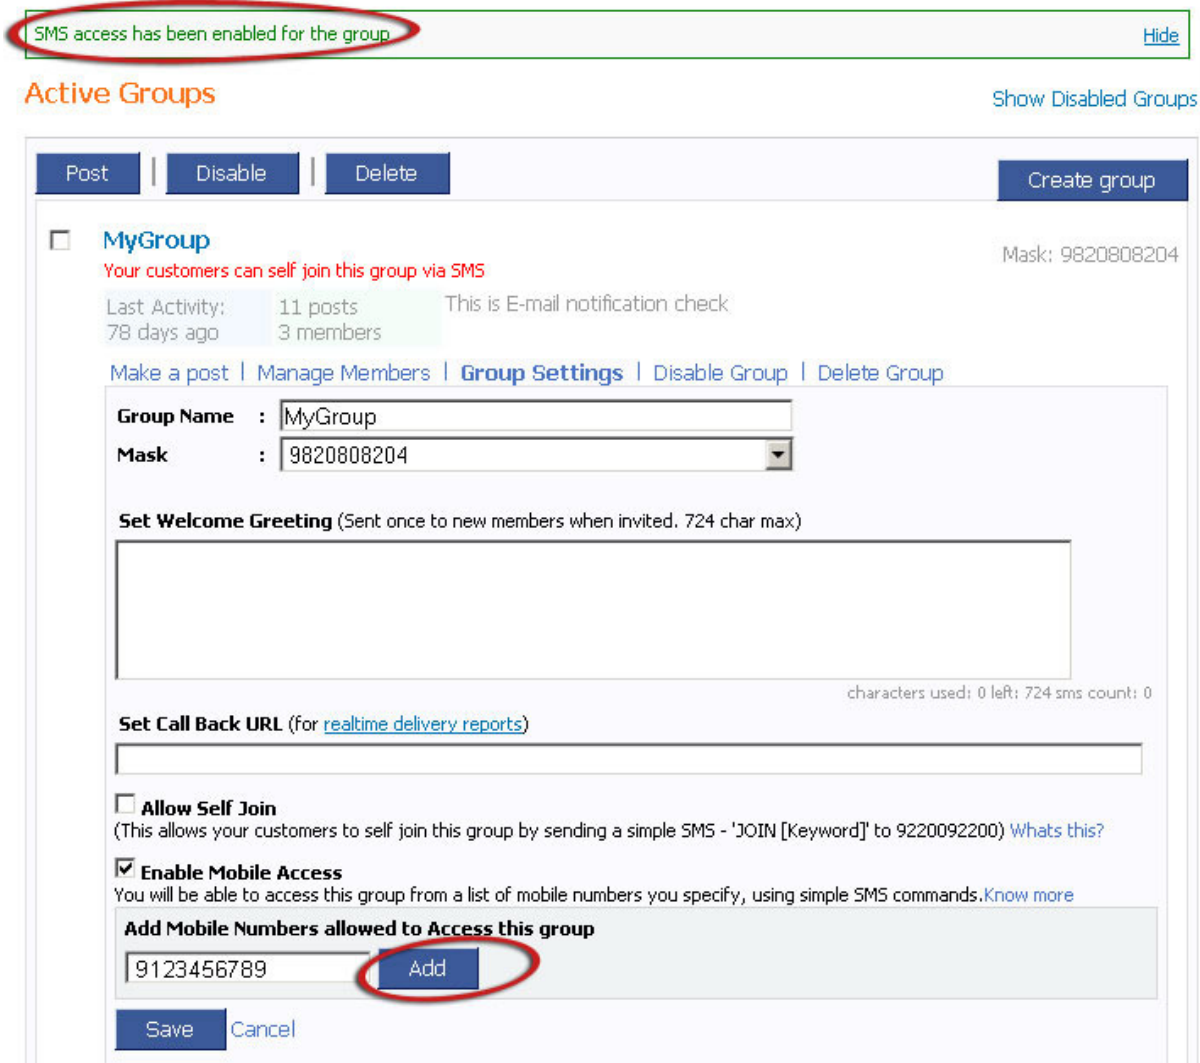 SMS access has been enabled for the group
Hide
Active Groups
Show Disabled Groups
Post | Disable | Delete
Create group
MyGroup
Mask: 9820808204
Your customers can self join this group via SMS
Last Activity: 11 posts This is E-mail notification check
78 days ago 3 members
Make a post | Manage Members | Group Settings | Disable Group | Delete Group
Group Name : MyGroup
Mask : 9820808204
Set Welcome Greeting (Sent once to new members when invited. 724 char max)
characters used: 0 left: 724 sms count: 0
Set Call Back URL (for realtime delivery reports)
Allow Self Join
(This allows your customers to self join this group by sending a simple SMS - 'JOIN [Keyword]' to 9220092200) Whats this?
Enable Mobile Access
You will be able to access this group from a list of mobile numbers you specify, using simple SMS commands.Know more
Add Mobile Numbers allowed to Access this group
9123456789 Add
Save Cancel